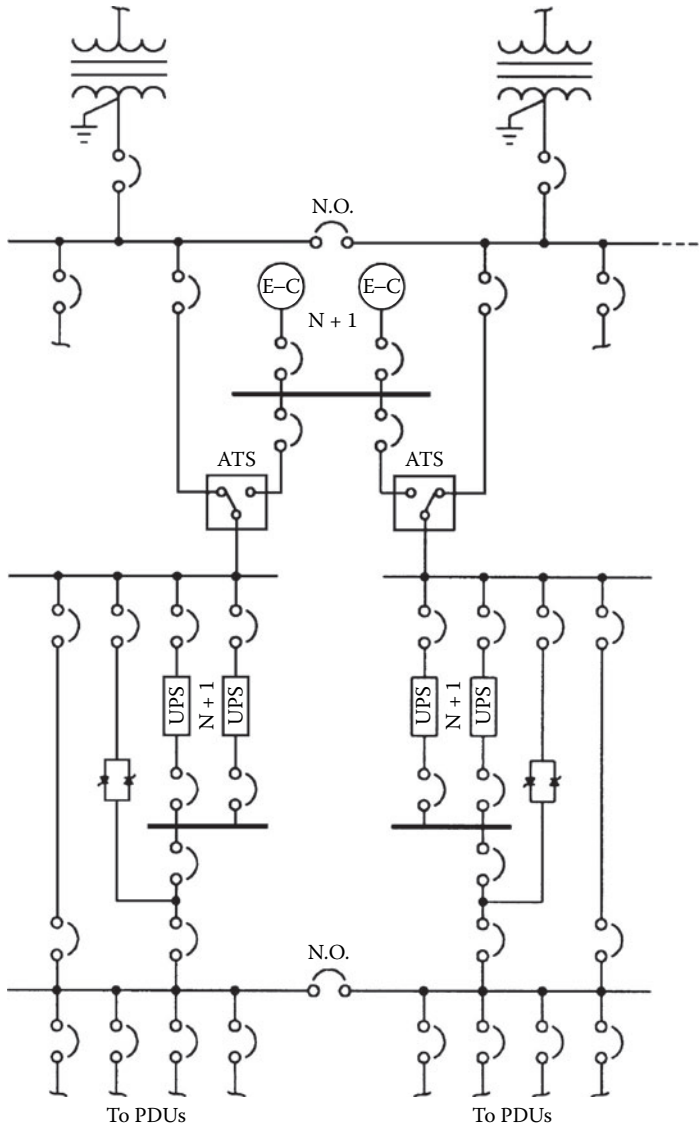 N.O.
E–C
E–C
N + 1
ATS
ATS
UPS
N + 1
UPS
UPS
N + 1
UPS
N.O.
To PDUs
To PDUs